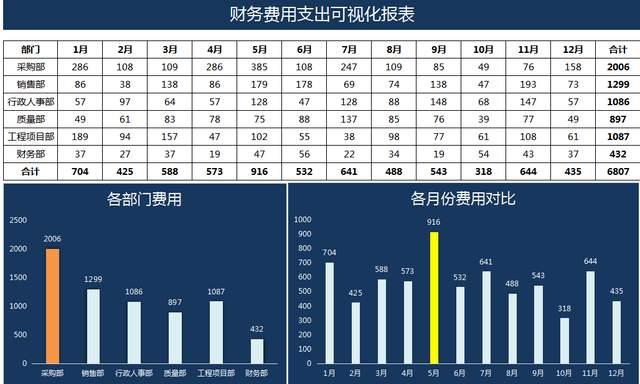 财务费用支出可视化报表
部门 1月 2月 3月 4月 5月 6月 7月 8月 9月 10月 11月 12月 合计
采购部 286 108 109 286 385 108 247 109 85 49 76 158 2006
销售部 86 38 138 86 179 178 69 74 138 47 193 73 1299
行政人事部 57 97 64 57 128 47 128 88 148 68 147 57 1086
质量部 49 61 83 78 75 88 137 85 76 39 77 49 897
工程项目部 189 94 157 47 102 55 38 98 77 61 108 61 1087
财务部 37 27 37 19 47 56 22 34 19 54 43 37 432
合计 704 425 588 573 916 532 641 488 543 318 644 435 6807
各部门费用
2500
2000
1500
1000
500
0
2006 1299 1086 897 1087 432
采购部 销售部 行政人事部 质量部 工程项目部 财务部
各月份费用对比
1000
900
800
700
600
500
400
300
200
100
0
704 425 588 573 916 532 641 488 543 318 644 435
1月 2月 3月 4月 5月 6月 7月 8月 9月 10月 11月 12月